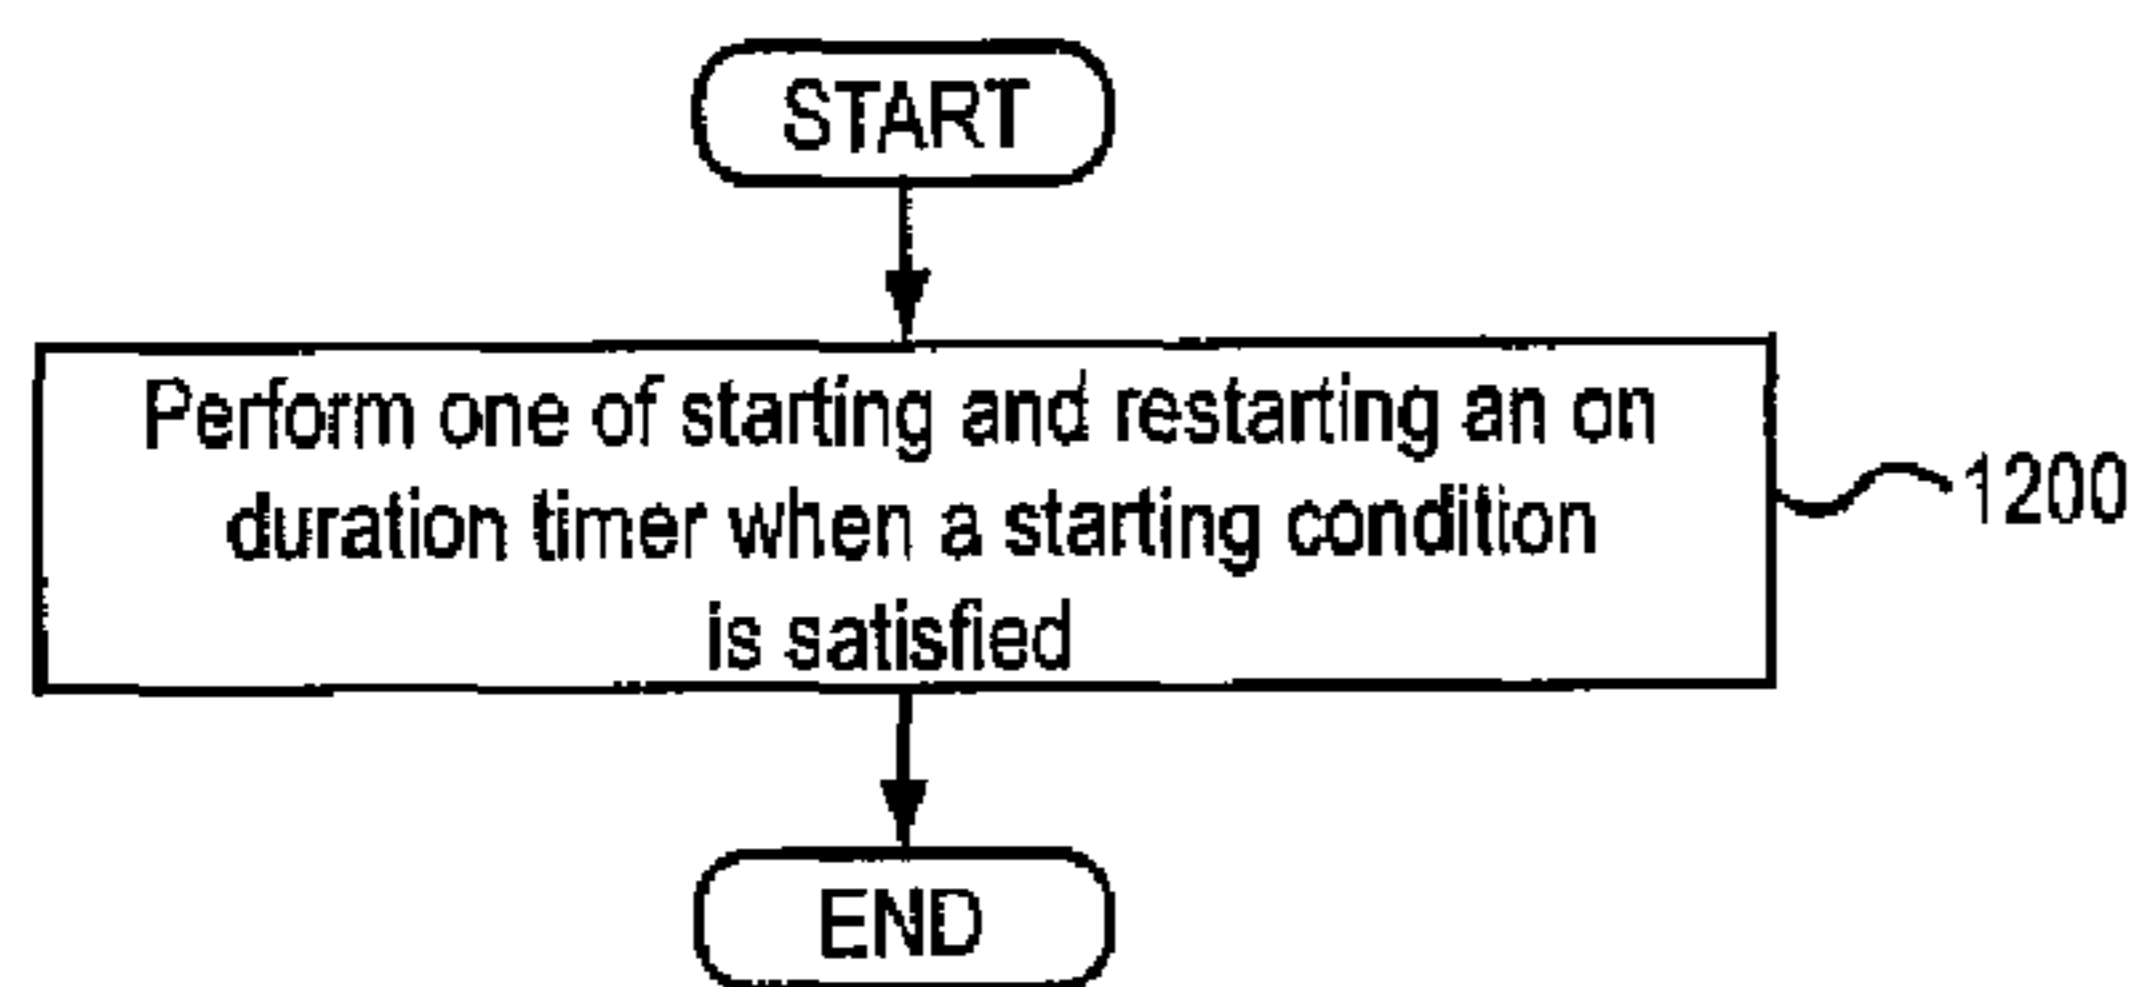 START
Perform one of starting and restarting an on
duration timer when a starting condition
is satisfied
1200
END